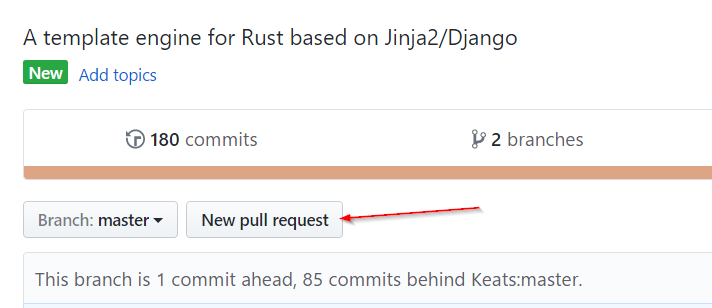 A template engine for Rust based on Jinja2/Django
New Add topics
180 commits 2 branches
Branch: master New pull request
This branch is 1 commit ahead, 85 commits behind Keats:master.